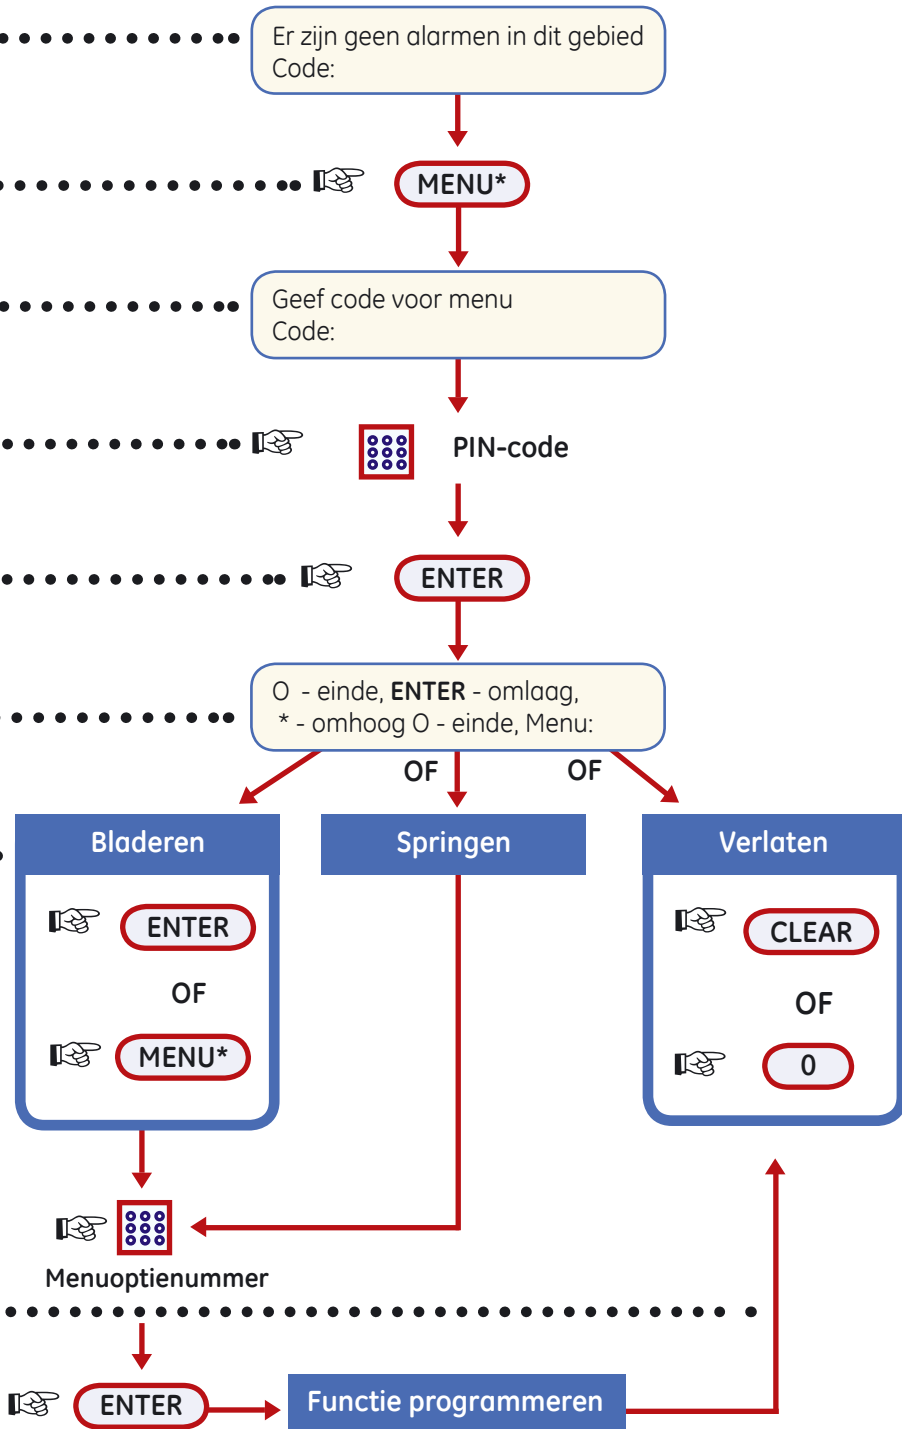 Er zijn geen alarmen in dit gebied
Code:
MENU*
Geef code voor menu
Code:
PIN-code
ENTER
O - einde, ENTER - omlaag,
* - omhoog O - einde, Menu:
OF
OF
Bladeren
Springen
Verlaten
ENTER
OF
MENU*
CLEAR
OF
0
Menuoptienummer
ENTER
Functie programmeren